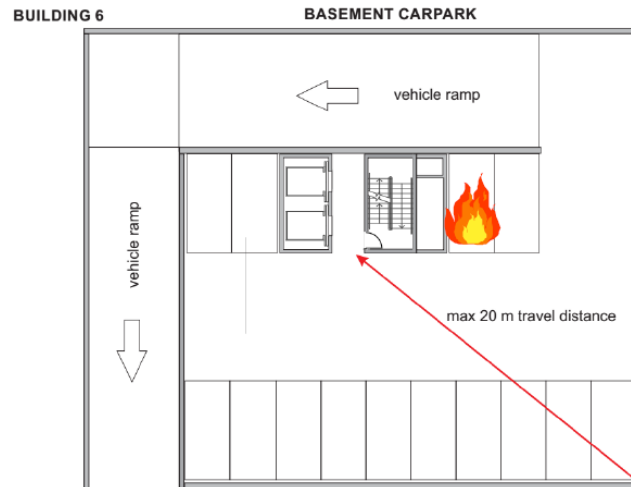 BUILDING 6
BASEMENT CARPARK
vehicle ramp
vehicle ramp
max 20 m travel distance